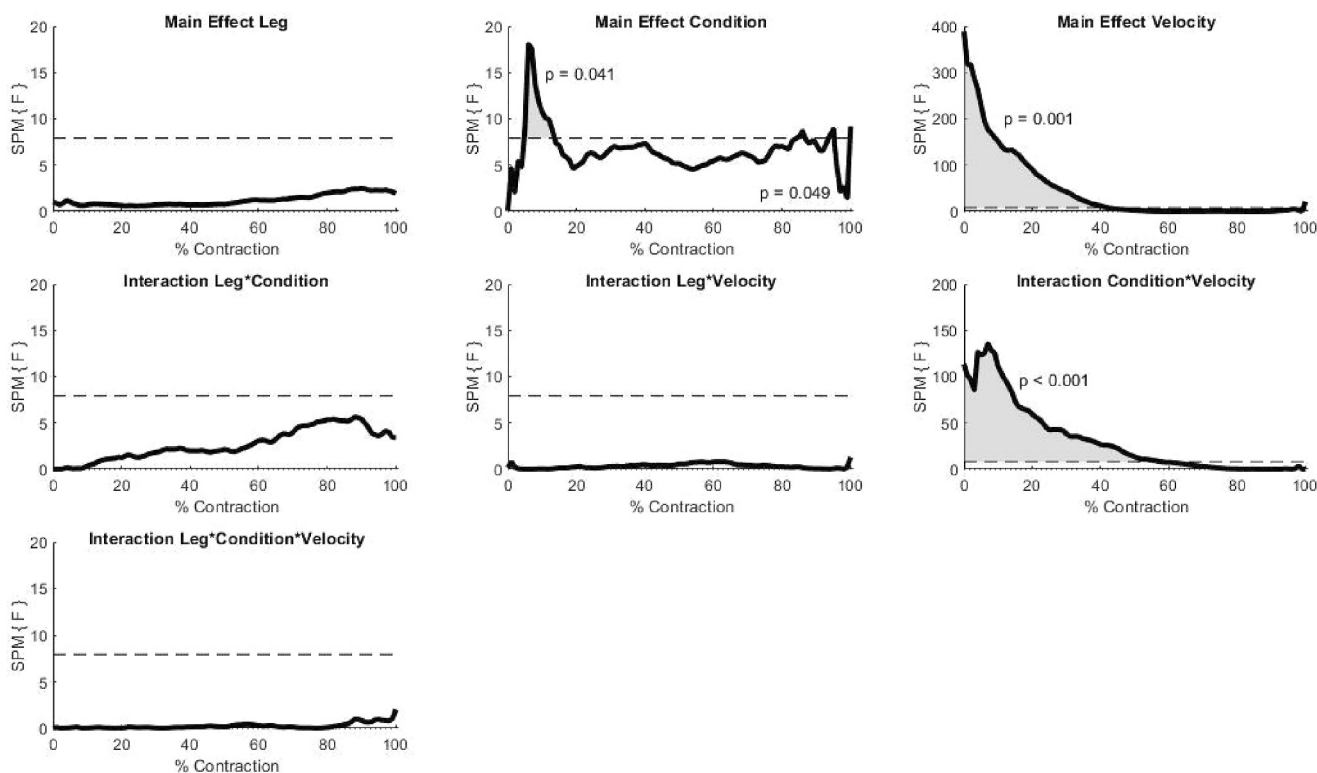 Main Effect Leg
20
15
10
5
0
SPM { F }
0 20 40 60 80 100
% Contraction
Main Effect Condition
20
15
10
5
0
SPM { F }
p = 0.041
p = 0.049
0 20 40 60 80 100
% Contraction
Main Effect Velocity
400
300
200
100
0
SPM { F }
p = 0.001
0 20 40 60 80 100
% Contraction
Interaction Leg*Condition
20
15
10
5
0
SPM { F }
0 20 40 60 80 100
% Contraction
Interaction Leg*Velocity
20
15
10
5
0
SPM { F }
0 20 40 60 80 100
% Contraction
Interaction Condition*Velocity
200
150
100
50
0
SPM { F }
p < 0.001
0 20 40 60 80 100
% Contraction
Interaction Leg*Condition*Velocity
20
15
10
5
0
SPM { F }
0 20 40 60 80 100
% Contraction